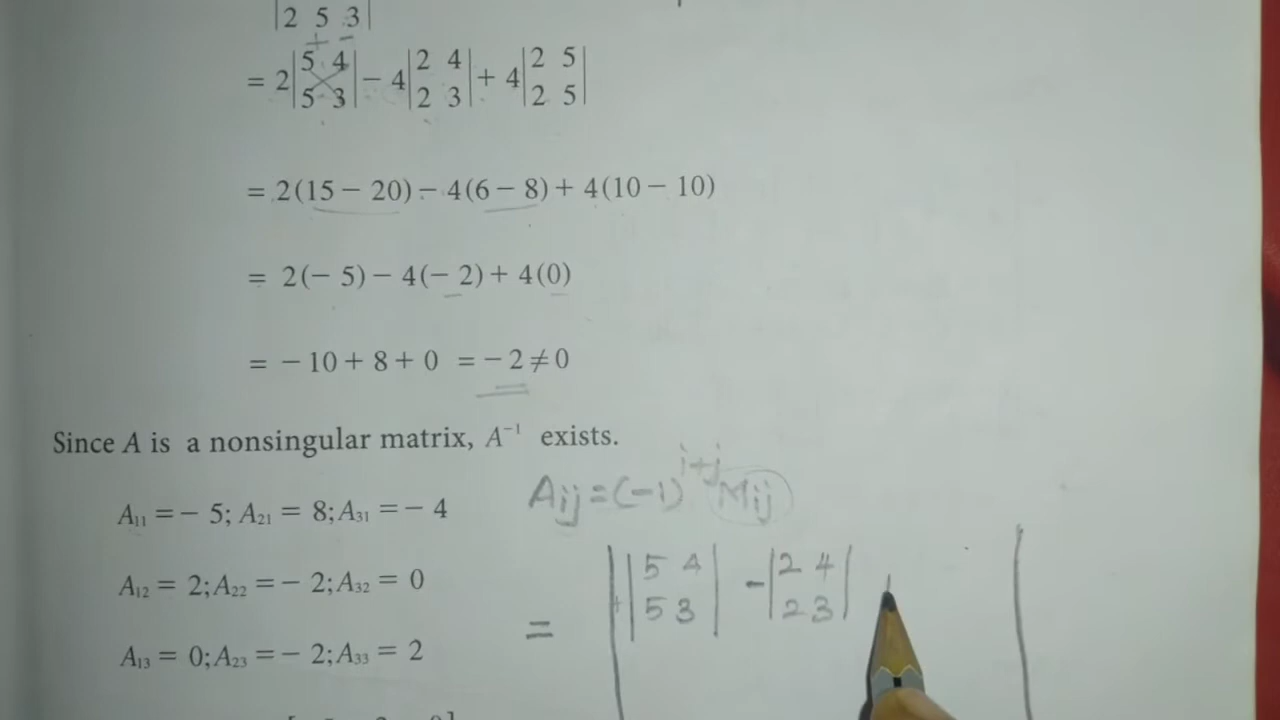 |2 5 3|
= 2|5 4| − 4|2 4| + 4|2 5|
|5 3| |2 3| |2 5|
= 2(15 − 20) − 4(6 − 8) + 4(10 − 10)
= 2(− 5) − 4(− 2) + 4(0)
= − 10 + 8 + 0 = − 2 ≠ 0
Since A is a nonsingular matrix, A⁻¹ exists.
Aij = (−1)^i+j Mij
A₁₁ = − 5; A₂₁ = 8; A₃₁ = − 4
+|5 4| −|2 4|
A₁₂ = 2; A₂₂ = − 2; A₃₂ = 0
= |5 3| |2 3|
A₁₃ = 0; A₂₃ = − 2; A₃₃ = 2